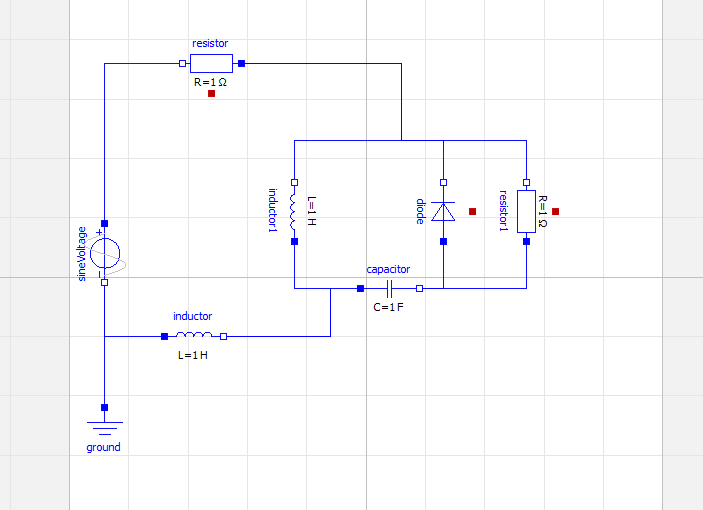 resistor
R=1 Ω
inductor1
L=1 H
diode
resistor1
R=1 Ω
sineVoltage
+
−
capacitor
C=1 F
inductor
L=1 H
ground